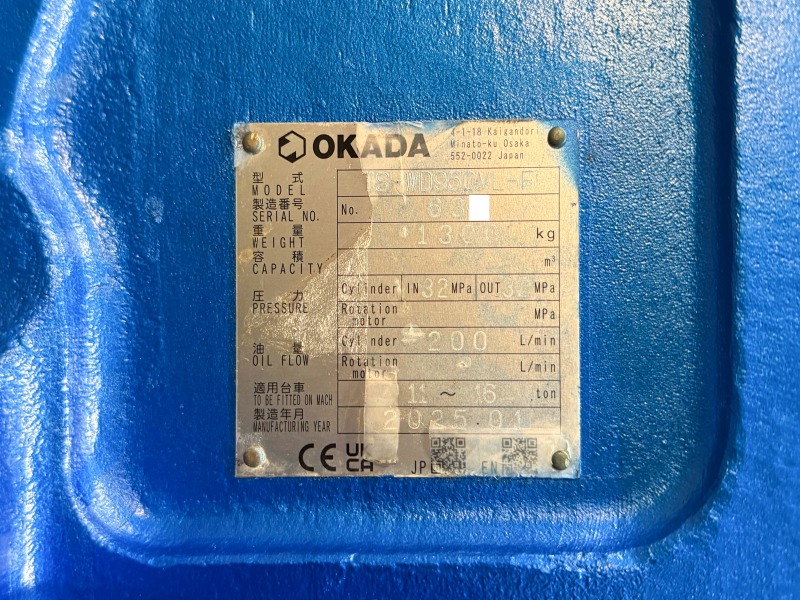 OKADA
4-1-18 Kaigandori
Minato-ku Osaka
552-0022 Japan
型式
MODEL
製造番号
SERIAL NO. No. 63
重量
WEIGHT kg
容積
CAPACITY m³
圧力
PRESSURE
Cylinder IN 32 MPa OUT MPa
Rotation motor MPa
油量
OIL FLOW
Cylinder 200 L/min
Rotation motor ~ L/min
適用台車
TO BE FITTED ON MACH 11 ~ 16 ton
製造年月
MANUFACTURING YEAR 2025.01
CE UK CA JP EN